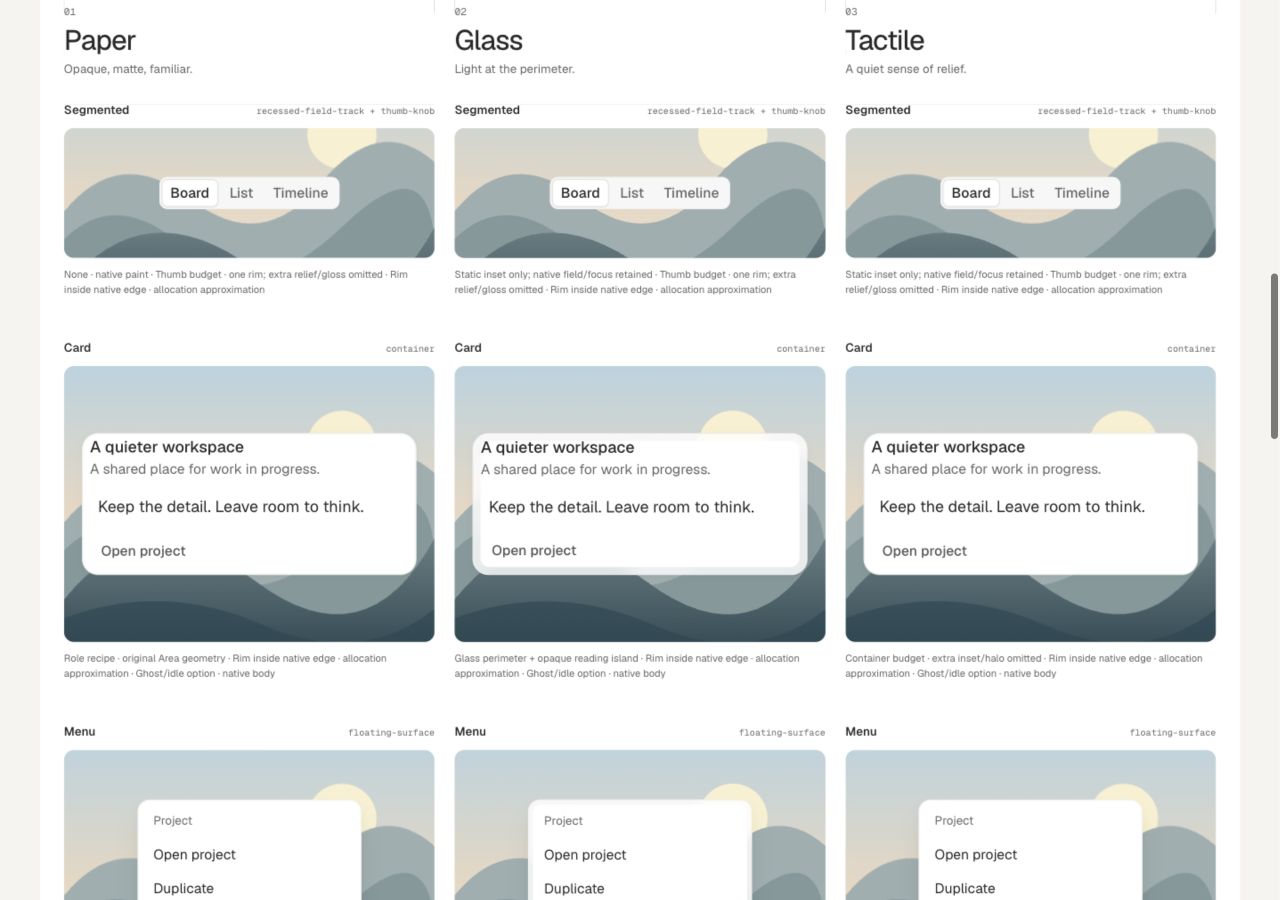 01
Paper
Opaque, matte, familiar.
Segmented recessed-field-track + thumb-knob
Board List Timeline
None · native paint · Thumb budget · one rim; extra relief/gloss omitted · Rim
inside native edge · allocation approximation
Card container
A quieter workspace
A shared place for work in progress.
Keep the detail. Leave room to think.
Open project
Role recipe · original Area geometry · Rim inside native edge · allocation
approximation · Ghost/idle option · native body
Menu floating-surface
Project
Open project
Duplicate
02
Glass
Light at the perimeter.
Segmented recessed-field-track + thumb-knob
Board List Timeline
Static inset only; native field/focus retained · Thumb budget · one rim; extra
relief/gloss omitted · Rim inside native edge · allocation approximation
Card container
A quieter workspace
A shared place for work in progress.
Keep the detail. Leave room to think.
Open project
Glass perimeter + opaque reading island · Rim inside native edge · allocation
approximation · Ghost/idle option · native body
Menu floating-surface
Project
Open project
Duplicate
03
Tactile
A quiet sense of relief.
Segmented recessed-field-track + thumb-knob
Board List Timeline
Static inset only; native field/focus retained · Thumb budget · one rim; extra
relief/gloss omitted · Rim inside native edge · allocation approximation
Card container
A quieter workspace
A shared place for work in progress.
Keep the detail. Leave room to think.
Open project
Container budget · extra inset/halo omitted · Rim inside native edge · allocation
approximation · Ghost/idle option · native body
Menu floating-surface
Project
Open project
Duplicate